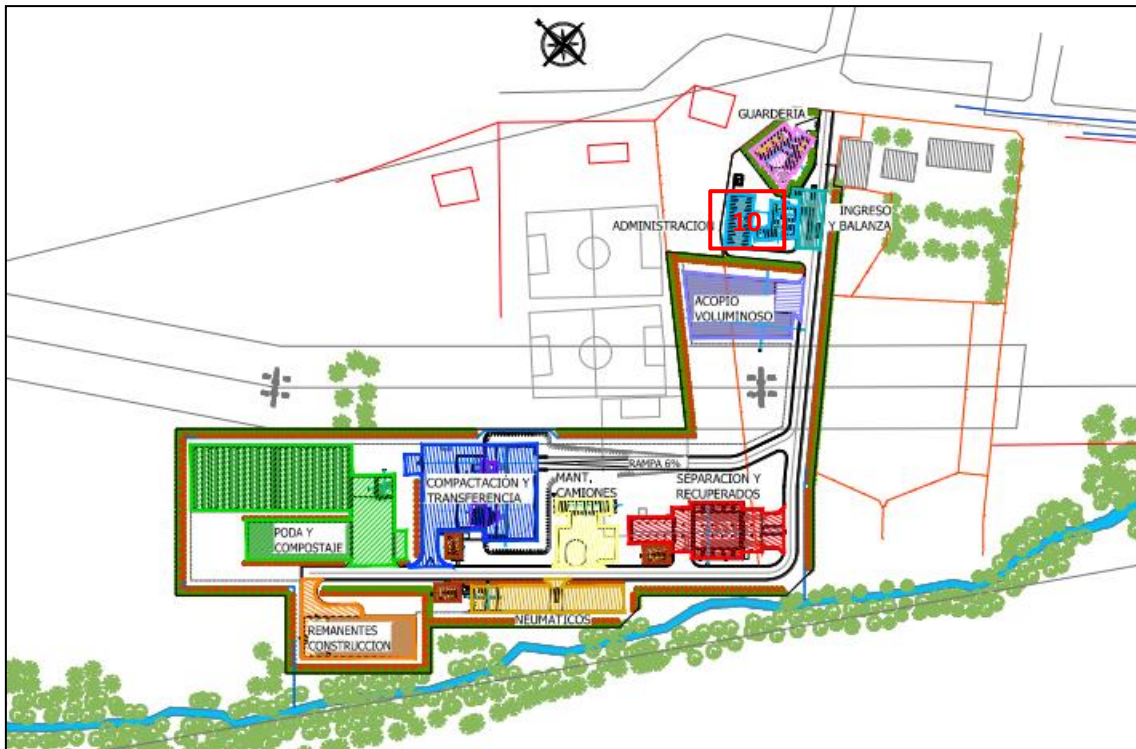 GUARDERIA
ADMINISTRACION
10
INGRESO
Y BALANZA
ACOPIO
VOLUMINOSO
RAMPA 6%
COMPACTACIÓN Y
TRANSFERENCIA
MANT.
CAMIONES
SEPARACION Y
RECUPERADOS
PODA Y
COMPOSTAJE
NEUMATICOS
REMANENTES
CONSTRUCCION